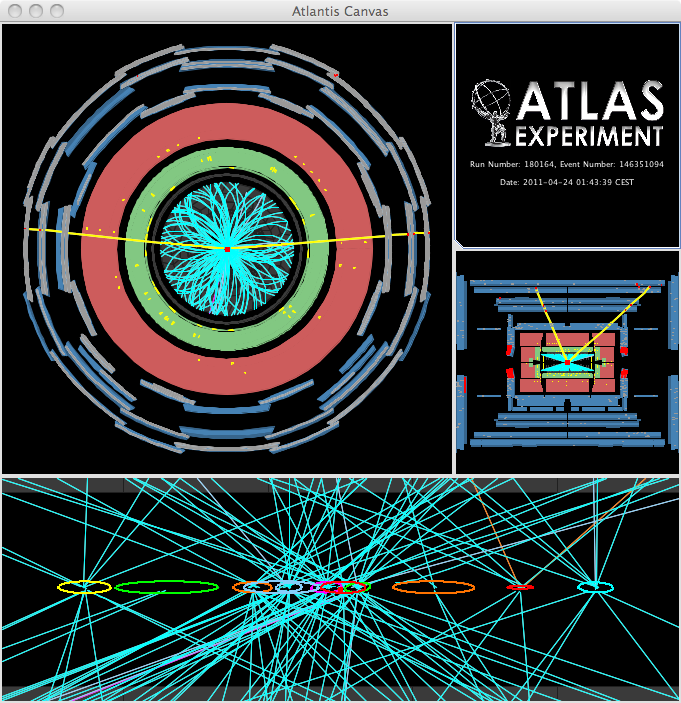 Atlantis Canvas
ATLAS
EXPERIMENT
Run Number: 180164, Event Number: 146351094
Date: 2011-04-24 01:43:39 CEST